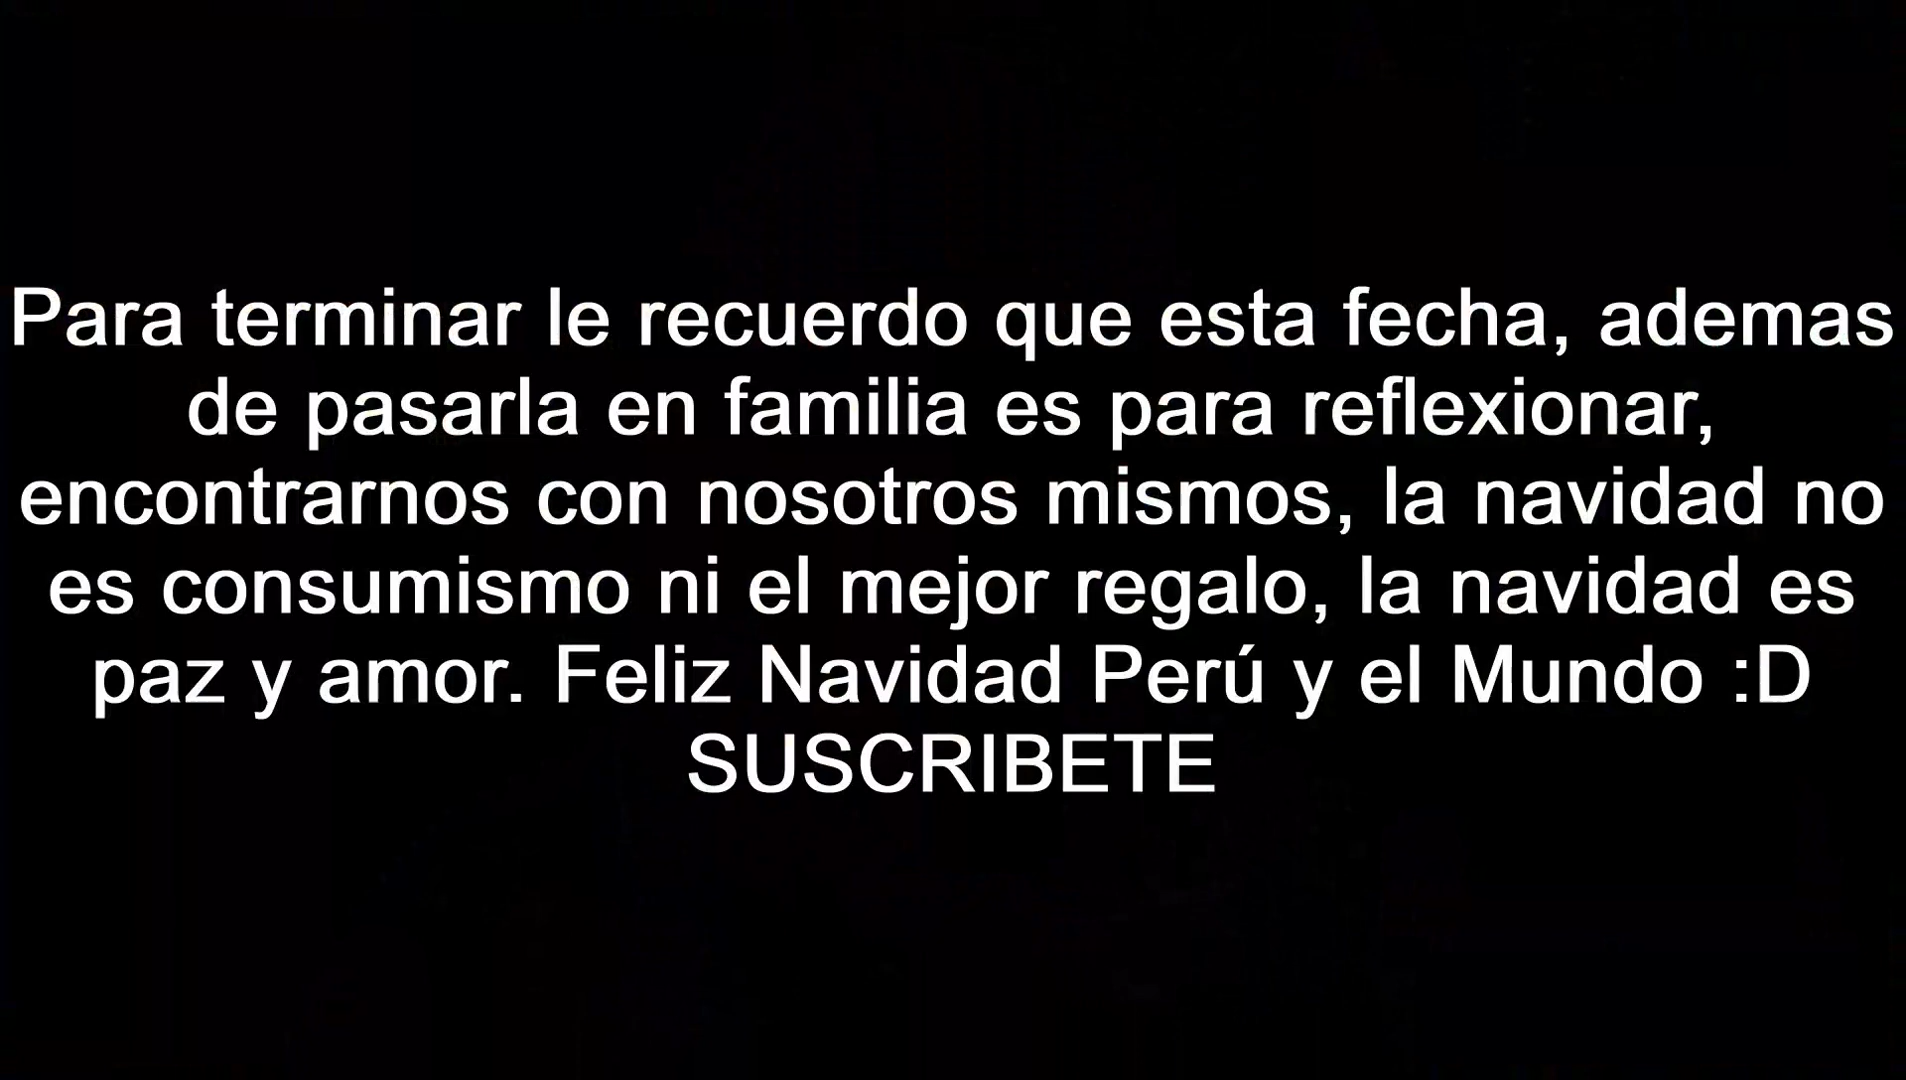 Para terminar le recuerdo que esta fecha, ademas
de pasarla en familia es para reflexionar,
encontrarnos con nosotros mismos, la navidad no
es consumismo ni el mejor regalo, la navidad es
paz y amor. Feliz Navidad Perú y el Mundo :D
SUSCRIBETE